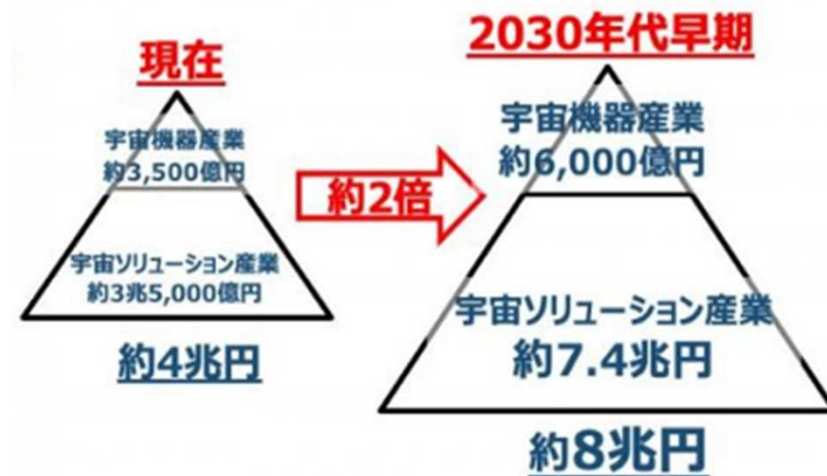 現在
宇宙機器産業
約3,500億円
宇宙ソリューション産業
約3兆5,000億円
約4兆円
約2倍
2030年代早期
宇宙機器産業
約6,000億円
宇宙ソリューション産業
約7.4兆円
約8兆円